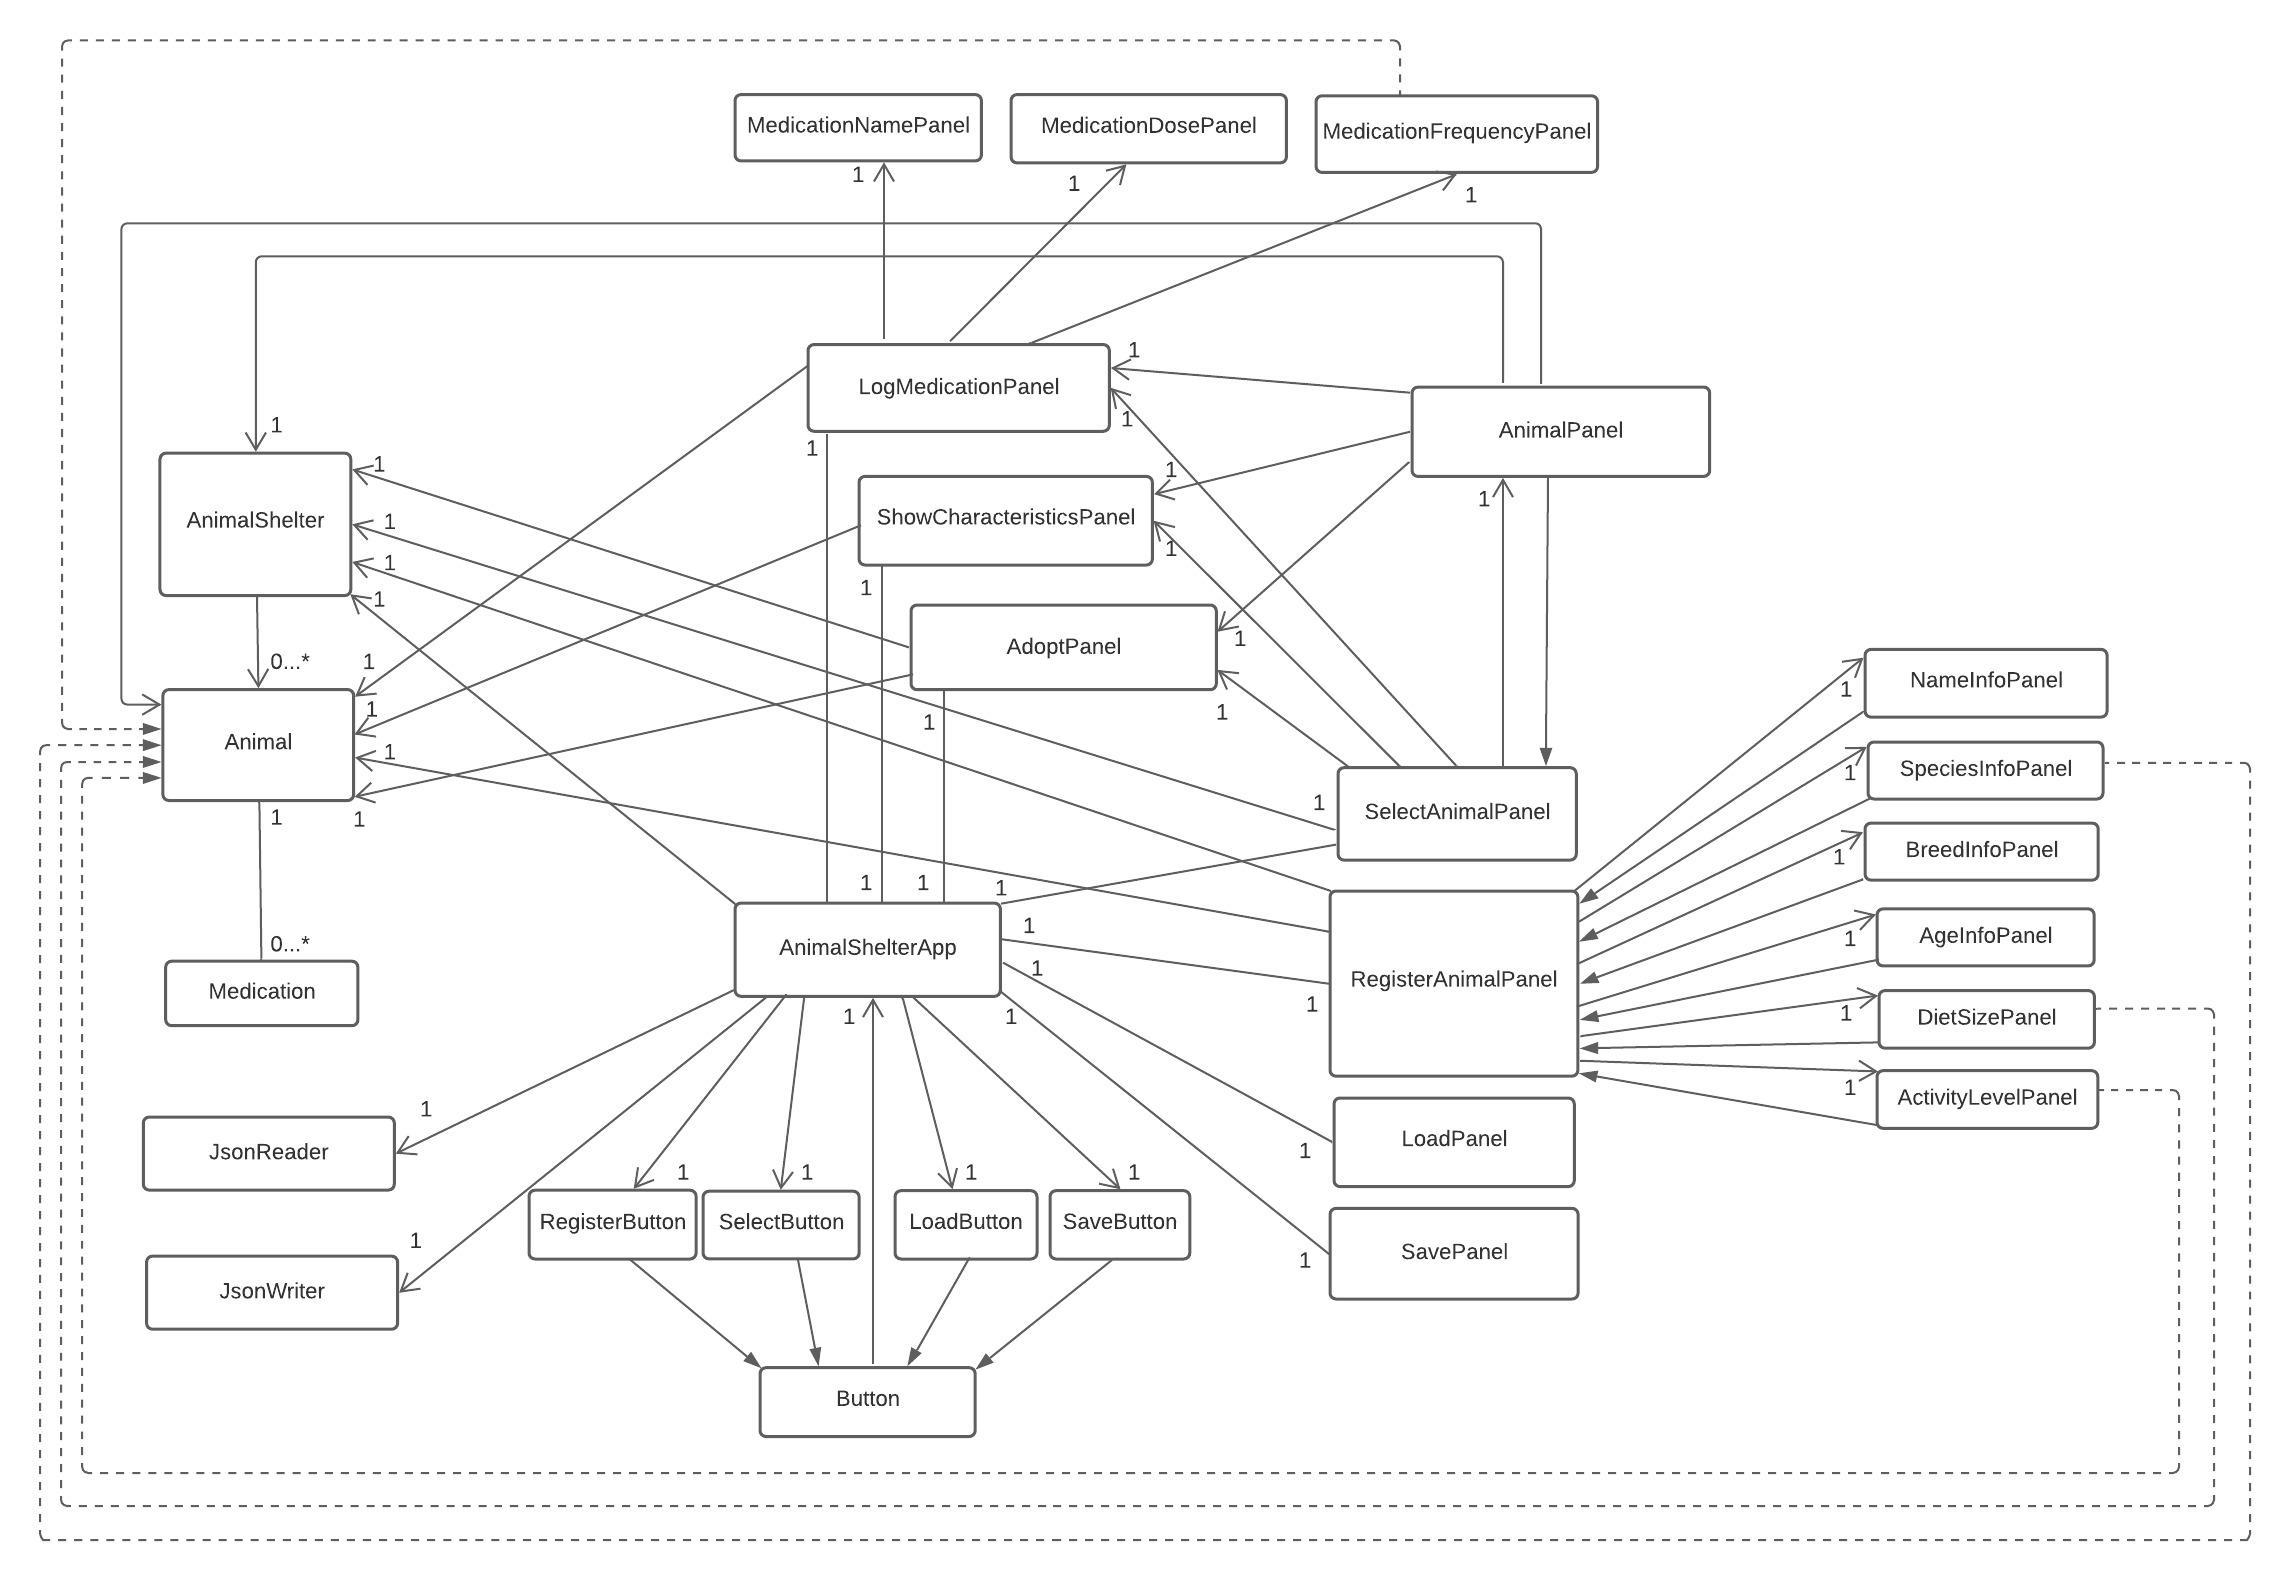 MedicationNamePanel
MedicationDosePanel
MedicationFrequencyPanel
1
1
1
1
LogMedicationPanel
1
1
AnimalPanel
1
1
1
1
1
AnimalShelter
ShowCharacteristicsPanel
1
1
1
1
1
AdoptPanel
1
0...*
1
NameInfoPanel
1
1
1
1
Animal
1
SpeciesInfoPanel
1
1
1
SelectAnimalPanel
1
1
BreedInfoPanel
1
1
1
1
1
AgeInfoPanel
1
0...*
AnimalShelterApp
1
RegisterAnimalPanel
Medication
1
1
1
DietSizePanel
1
1
ActivityLevelPanel
1
LoadPanel
JsonReader
1
1
1
1
1
1
RegisterButton
SelectButton
LoadButton
SaveButton
1
SavePanel
1
JsonWriter
Button